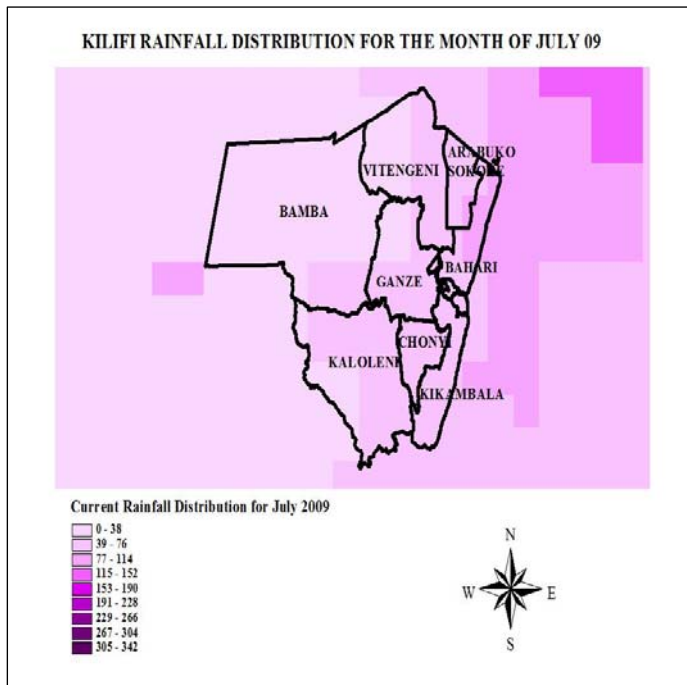 KILIFI RAINFALL DISTRIBUTION FOR THE MONTH OF JULY 09
ARABUKO
SOKOKE
VITENGENI
BAMBA
BAHARI
GANZE
CHONYI
KALOLENI
KIKAMBALA
Current Rainfall Distribution for July 2009
0 - 38
39 - 76
77 - 114
115 - 152
153 - 190
191 - 228
229 - 266
267 - 304
305 - 342
N
W E
S